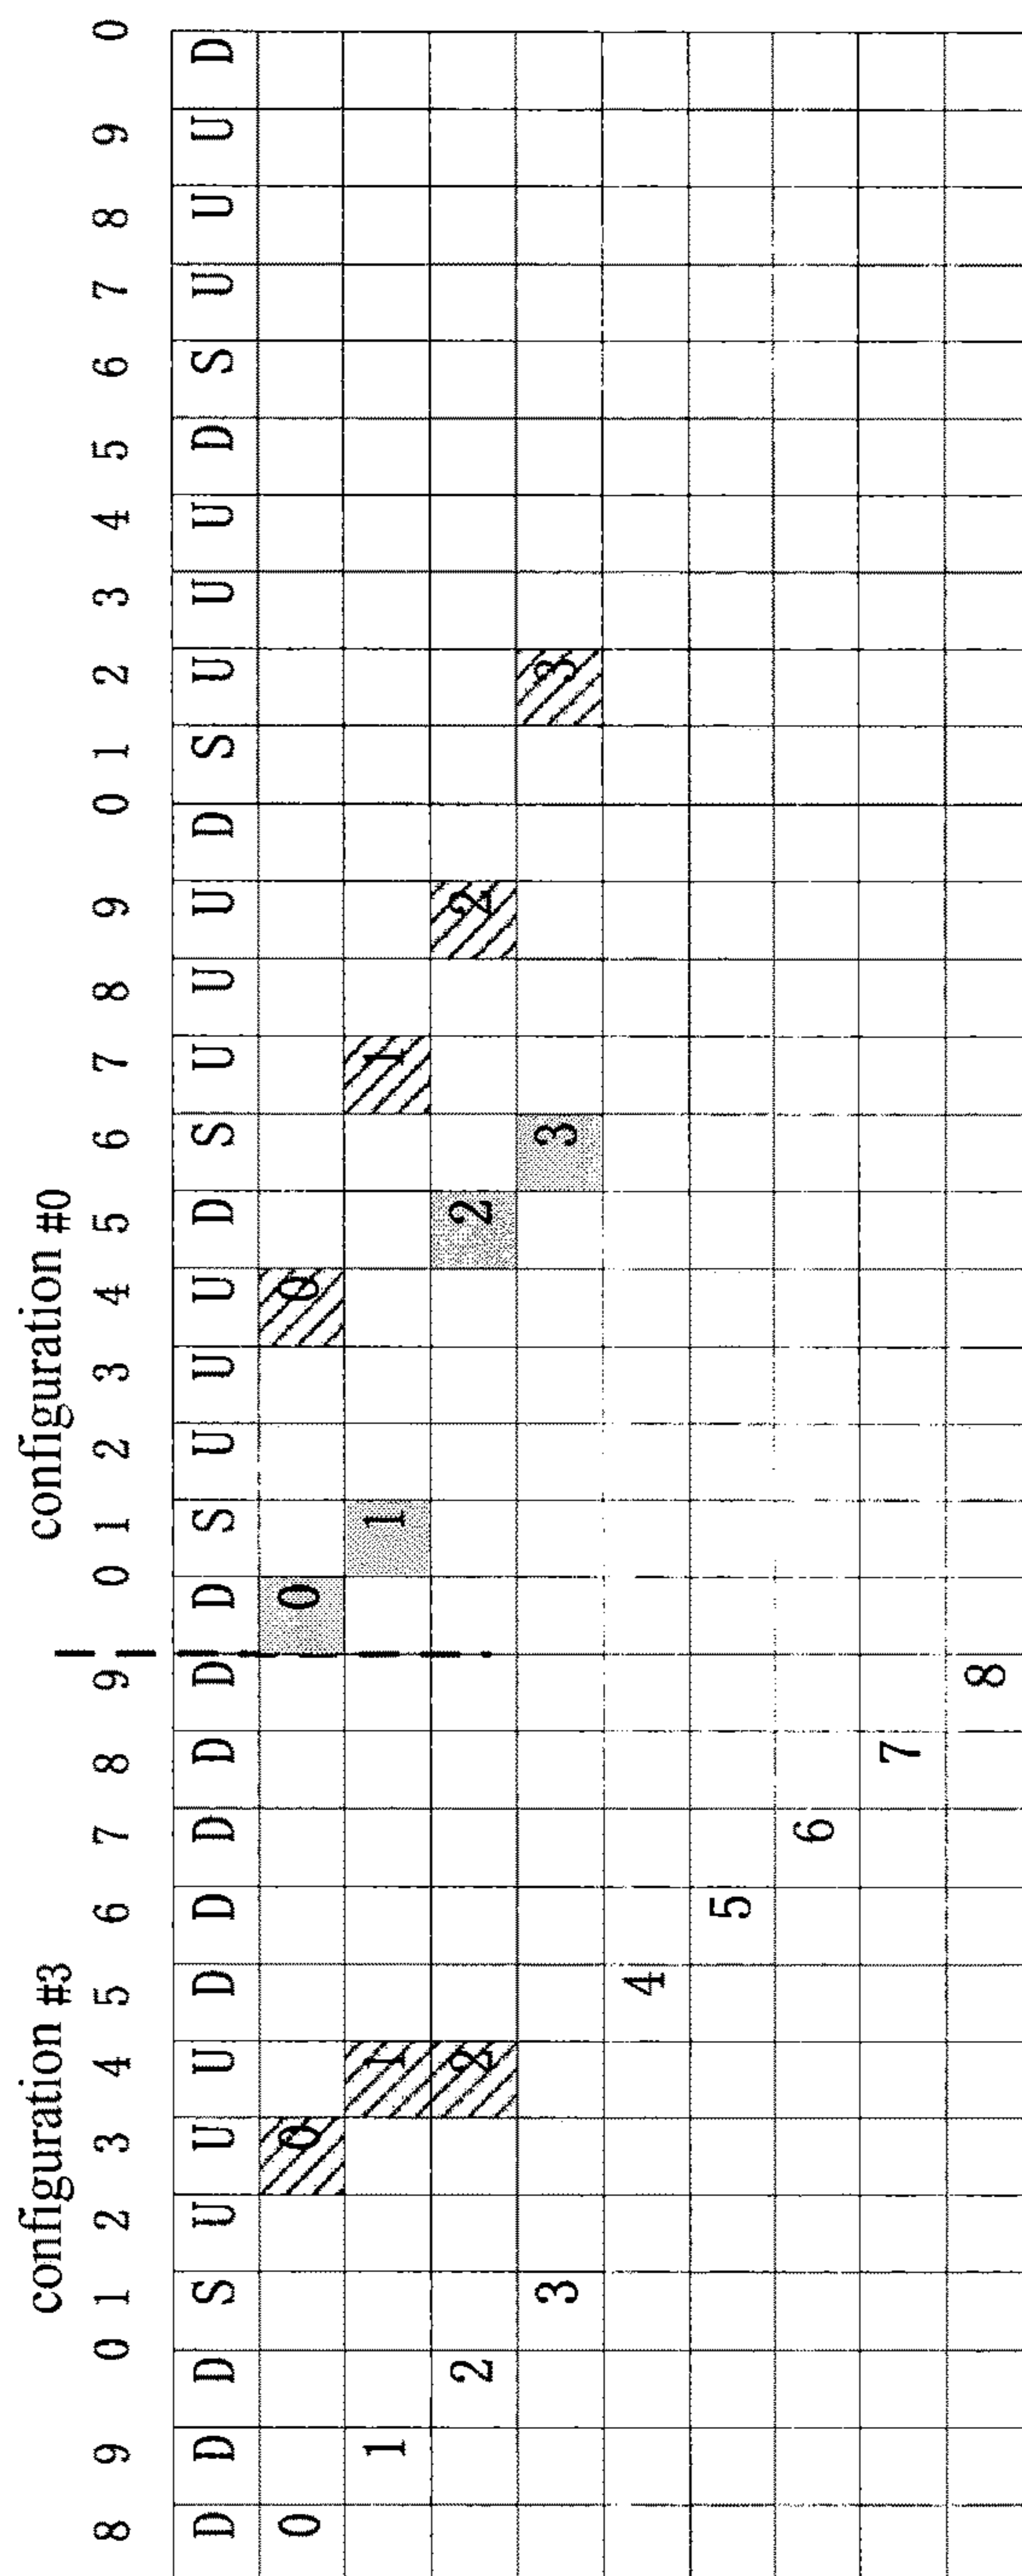 configuration #3 configuration #0
8 9 0 1 2 3 4 5 6 7 8 9 0 1 2 3 4 5 6 7 8 9 0 1 2 3 4 5 6 7 8 9 0
D D D S U U U D D D D D D S U U U D S U U U D S U U U D S U U U D
0 0 0 0
1 1 1 1
2 2 2 2
3 3 3
4
5
6
7
8